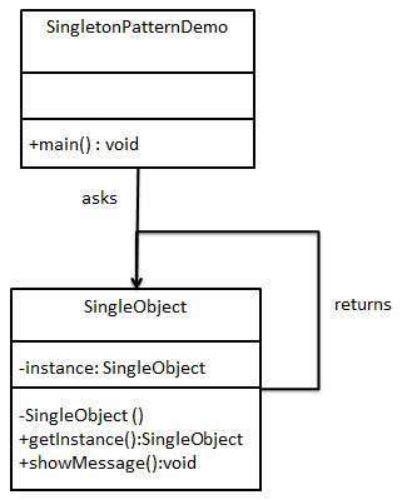 SingletonPatternDemo
+main() : void
asks
SingleObject
returns
-instance: SingleObject
-SingleObject ()
+getInstance():SingleObject
+showMessage():void